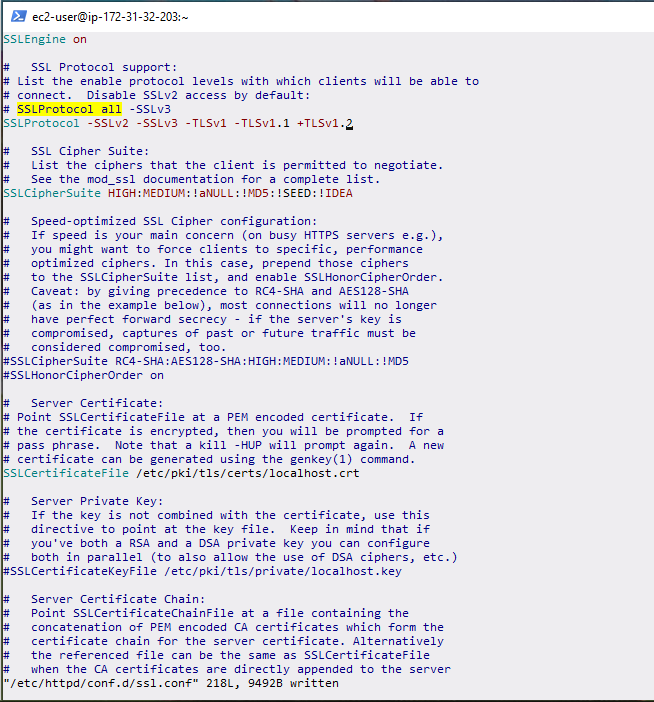 ec2-user@ip-172-31-32-203:~
SSLEngine on
#   SSL Protocol support:
# List the enable protocol levels with which clients will be able to
# connect.  Disable SSLv2 access by default:
# SSLProtocol all -SSLv3
SSLProtocol -SSLv2 -SSLv3 -TLSv1 -TLSv1.1 +TLSv1.2
#   SSL Cipher Suite:
#   List the ciphers that the client is permitted to negotiate.
#   See the mod_ssl documentation for a complete list.
SSLCipherSuite HIGH:MEDIUM:!aNULL:!MD5:!SEED:!IDEA
#   Speed-optimized SSL Cipher configuration:
#   If speed is your main concern (on busy HTTPS servers e.g.),
#   you might want to force clients to specific, performance
#   optimized ciphers. In this case, prepend those ciphers
#   to the SSLCipherSuite list, and enable SSLHonorCipherOrder.
#   Caveat: by giving precedence to RC4-SHA and AES128-SHA
#   (as in the example below), most connections will no longer
#   have perfect forward secrecy - if the server's key is
#   compromised, captures of past or future traffic must be
#   considered compromised, too.
#SSLCipherSuite RC4-SHA:AES128-SHA:HIGH:MEDIUM:!aNULL:!MD5
#SSLHonorCipherOrder on
#   Server Certificate:
# Point SSLCertificateFile at a PEM encoded certificate.  If
# the certificate is encrypted, then you will be prompted for a
# pass phrase.  Note that a kill -HUP will prompt again.  A new
# certificate can be generated using the genkey(1) command.
SSLCertificateFile /etc/pki/tls/certs/localhost.crt
#   Server Private Key:
#   If the key is not combined with the certificate, use this
#   directive to point at the key file.  Keep in mind that if
#   you've both a RSA and a DSA private key you can configure
#   both in parallel (to also allow the use of DSA ciphers, etc.)
#SSLCertificateKeyFile /etc/pki/tls/private/localhost.key
#   Server Certificate Chain:
#   Point SSLCertificateChainFile at a file containing the
#   concatenation of PEM encoded CA certificates which form the
#   certificate chain for the server certificate. Alternatively
#   the referenced file can be the same as SSLCertificateFile
#   when the CA certificates are directly appended to the server
"/etc/httpd/conf.d/ssl.conf" 218L, 9492B written